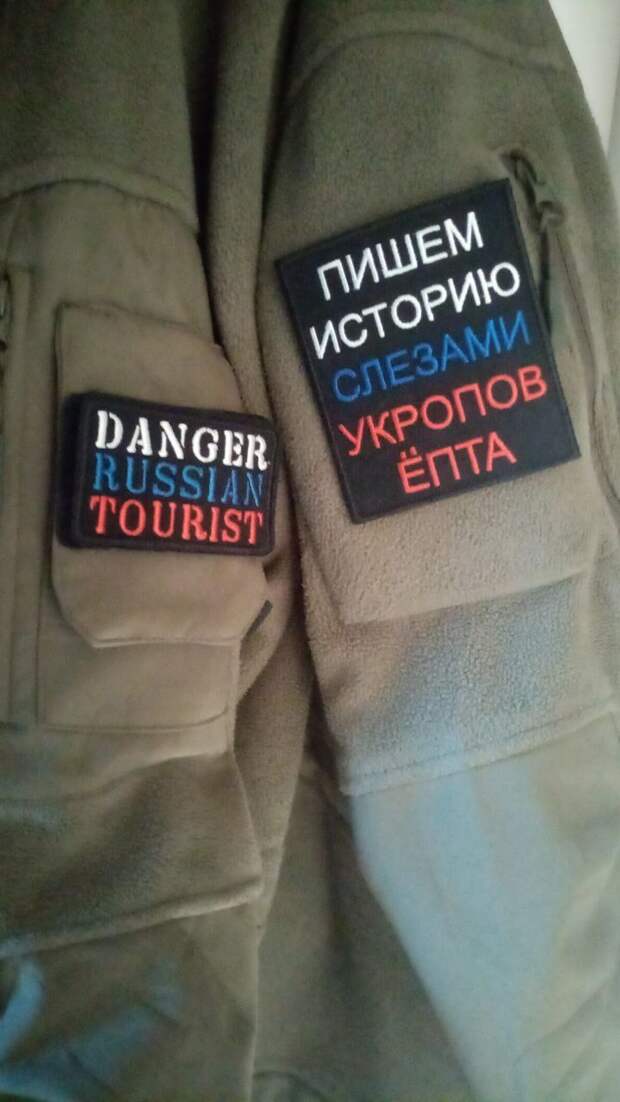 DANGER
RUSSIAN
TOURIST
ПИШЕМ
ИСТОРИЮ
СЛЕЗАМИ
УКРОПОВ
ЁПТА